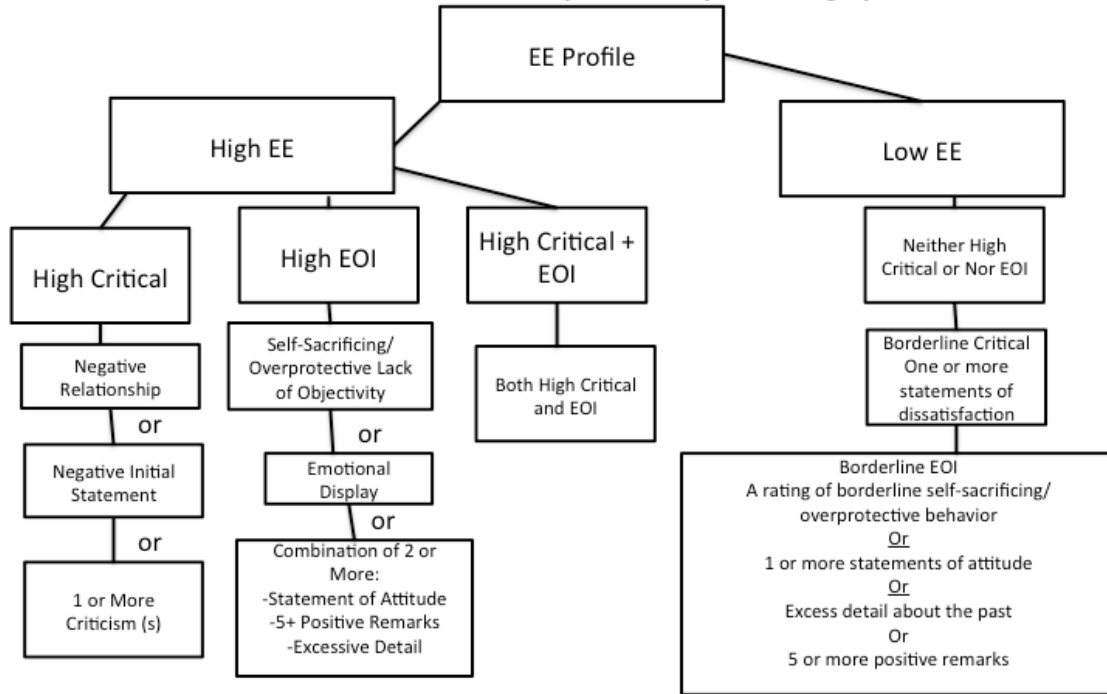 EE Profile
High EE
Low EE
High Critical
High EOI
High Critical +
EOI
Neither High
Critical or Nor EOI
Negative
Relationship
or
Negative Initial
Statement
or
1 or More
Criticism (s)
Self-Sacrificing/
Overprotective Lack
of Objectivity
or
Emotional
Display
or
Combination of 2 or
More:
-Statement of Attitude
-5+ Positive Remarks
-Excessive Detail
Both High Critical
and EOI
Borderline Critical
One or more
statements of
dissatisfaction
Borderline EOI
A rating of borderline self-sacrificing/
overprotective behavior
Or
1 or more statements of attitude
Or
Excess detail about the past
Or
5 or more positive remarks